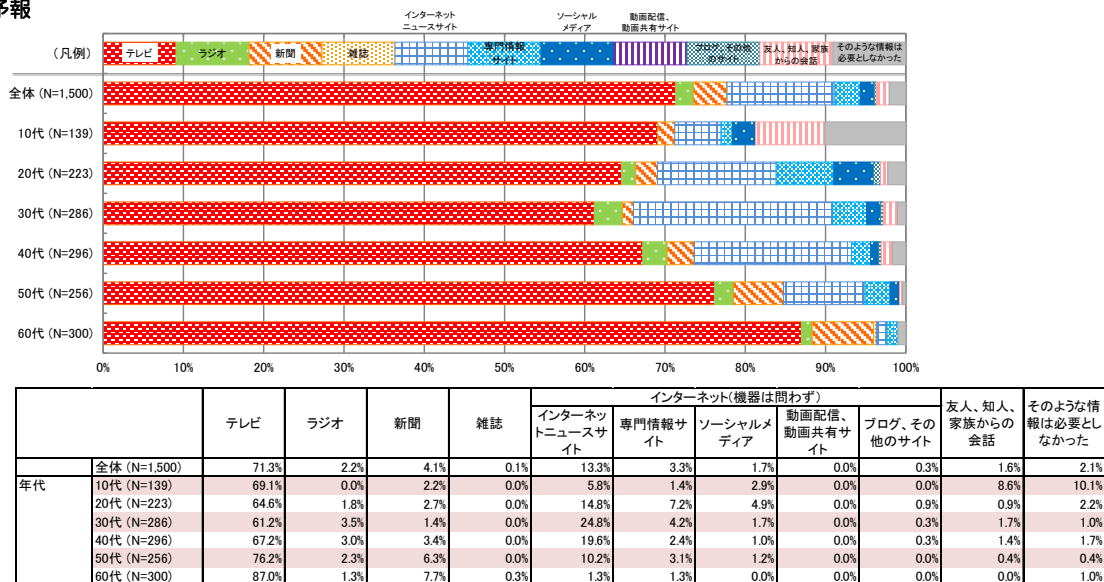 予報
インターネット
ニュースサイト
ソーシャル
メディア
動画配信、
動画共有サイト
(凡例)
テレビ
ラジオ
新聞
雑誌
専門情報
サイト
ブログ、その他
のサイト
友人、知人、家族
からの会話
そのような情報は
必要としなかった
全体 (N=1,500)
10代 (N=139)
20代 (N=223)
30代 (N=286)
40代 (N=296)
50代 (N=256)
60代 (N=300)
0% 10% 20% 30% 40% 50% 60% 70% 80% 90% 100%
インターネット(機器は問わず)
テレビ ラジオ 新聞 雑誌
インターネッ
トニュースサ
イト
専門情報サ
イト
ソーシャルメ
ディア
動画配信、
動画共有サ
イト
ブログ、その
他のサイト
友人、知人、
家族からの
会話
そのような情
報は必要とし
なかった
全体 (N=1,500) 71.3% 2.2% 4.1% 0.1% 13.3% 3.3% 1.7% 0.0% 0.3% 1.6% 2.1%
年代 10代 (N=139) 69.1% 0.0% 2.2% 0.0% 5.8% 1.4% 2.9% 0.0% 0.0% 8.6% 10.1%
20代 (N=223) 64.6% 1.8% 2.7% 0.0% 14.8% 7.2% 4.9% 0.0% 0.9% 0.9% 2.2%
30代 (N=286) 61.2% 3.5% 1.4% 0.0% 24.8% 4.2% 1.7% 0.0% 0.3% 1.7% 1.0%
40代 (N=296) 67.2% 3.0% 3.4% 0.0% 19.6% 2.4% 1.0% 0.0% 0.3% 1.4% 1.7%
50代 (N=256) 76.2% 2.3% 6.3% 0.0% 10.2% 3.1% 1.2% 0.0% 0.0% 0.4% 0.4%
60代 (N=300) 87.0% 1.3% 7.7% 0.3% 1.3% 1.3% 0.0% 0.0% 0.0% 0.0% 1.0%